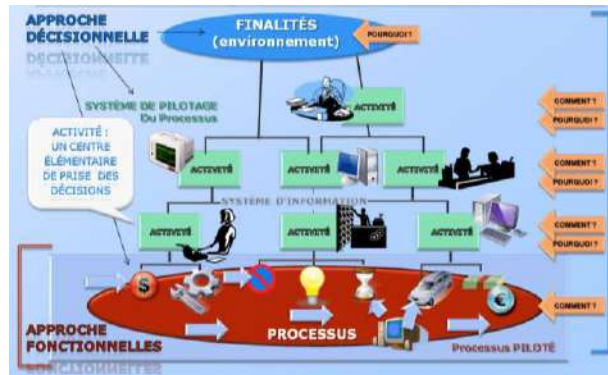 APPROCHE
DÉCISIONNELLE
FINALITÉS
(environnement)
POURQUOI ?
SYSTÈME DE PILOTAGE
Du Processus
ACTIVITÉ
COMMENT ?
POURQUOI ?
ACTIVITÉ :
UN CENTRE
ÉLÉMENTAIRE
DE PRISE DES
DÉCISIONS
ACTIVITÉ
ACTIVITÉ
ACTIVITÉ
COMMENT ?
POURQUOI ?
SYSTÈME D'INFORMATION
ACTIVITÉ
ACTIVITÉ
ACTIVITÉ
COMMENT ?
POURQUOI ?
$
€
COMMENT ?
APPROCHE
FONCTIONNELLES
PROCESSUS
Processus PILOTÉ